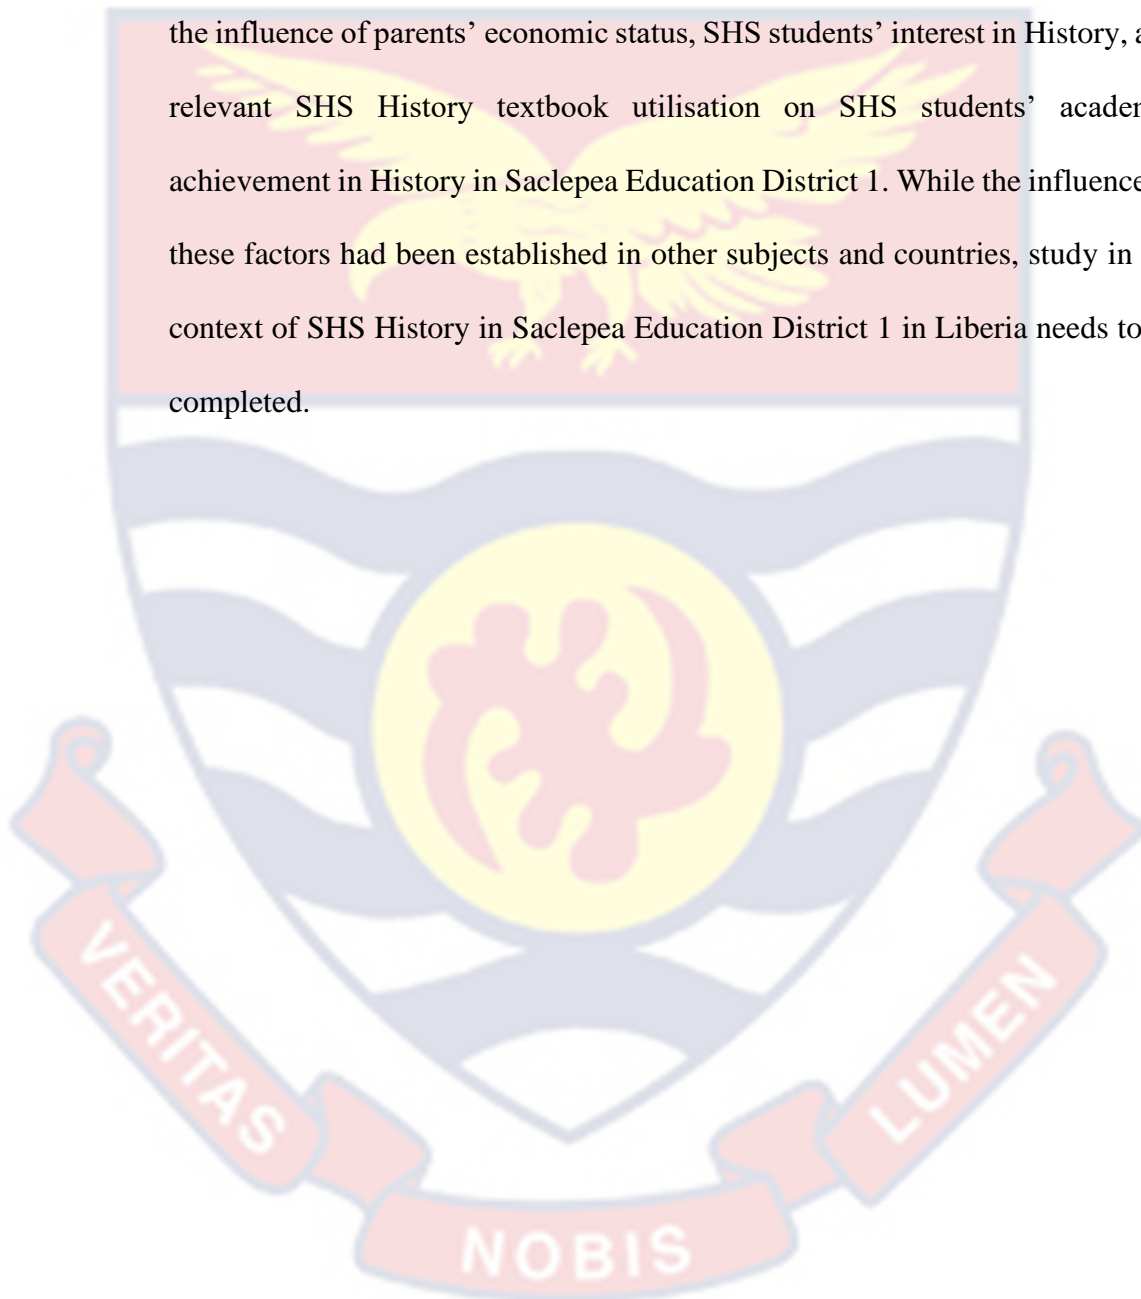 the influence of parents’ economic status, SHS students’ interest in History, a
relevant SHS History textbook utilisation on SHS students’ acade
achievement in History in Saclepea Education District 1. While the influence
these factors had been established in other subjects and countries, study in
context of SHS History in Saclepea Education District 1 in Liberia needs to
completed.
VERITAS
NOBIS
LUMEN